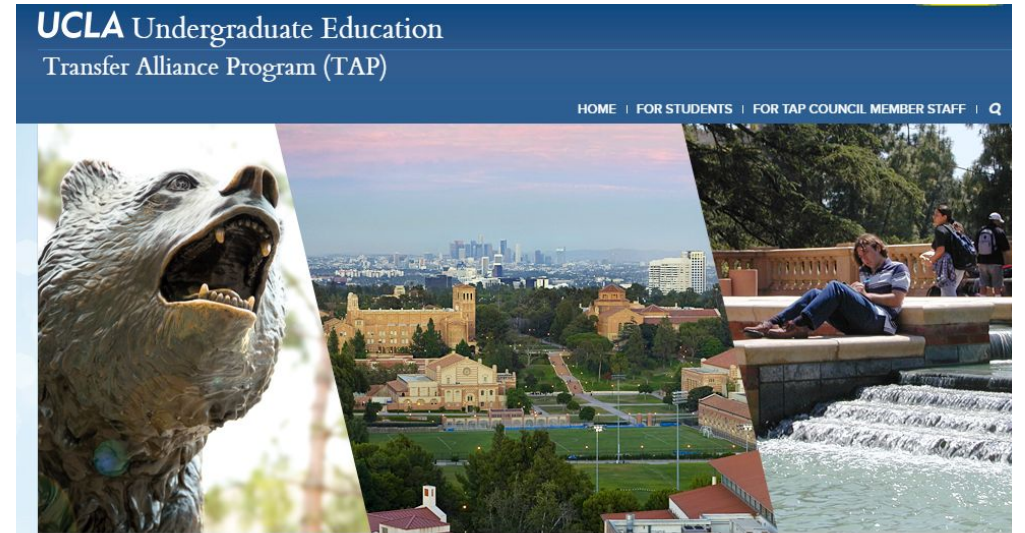 UCLA Undergraduate Education
Transfer Alliance Program (TAP)
HOME | FOR STUDENTS | FOR TAP COUNCIL MEMBER STAFF |